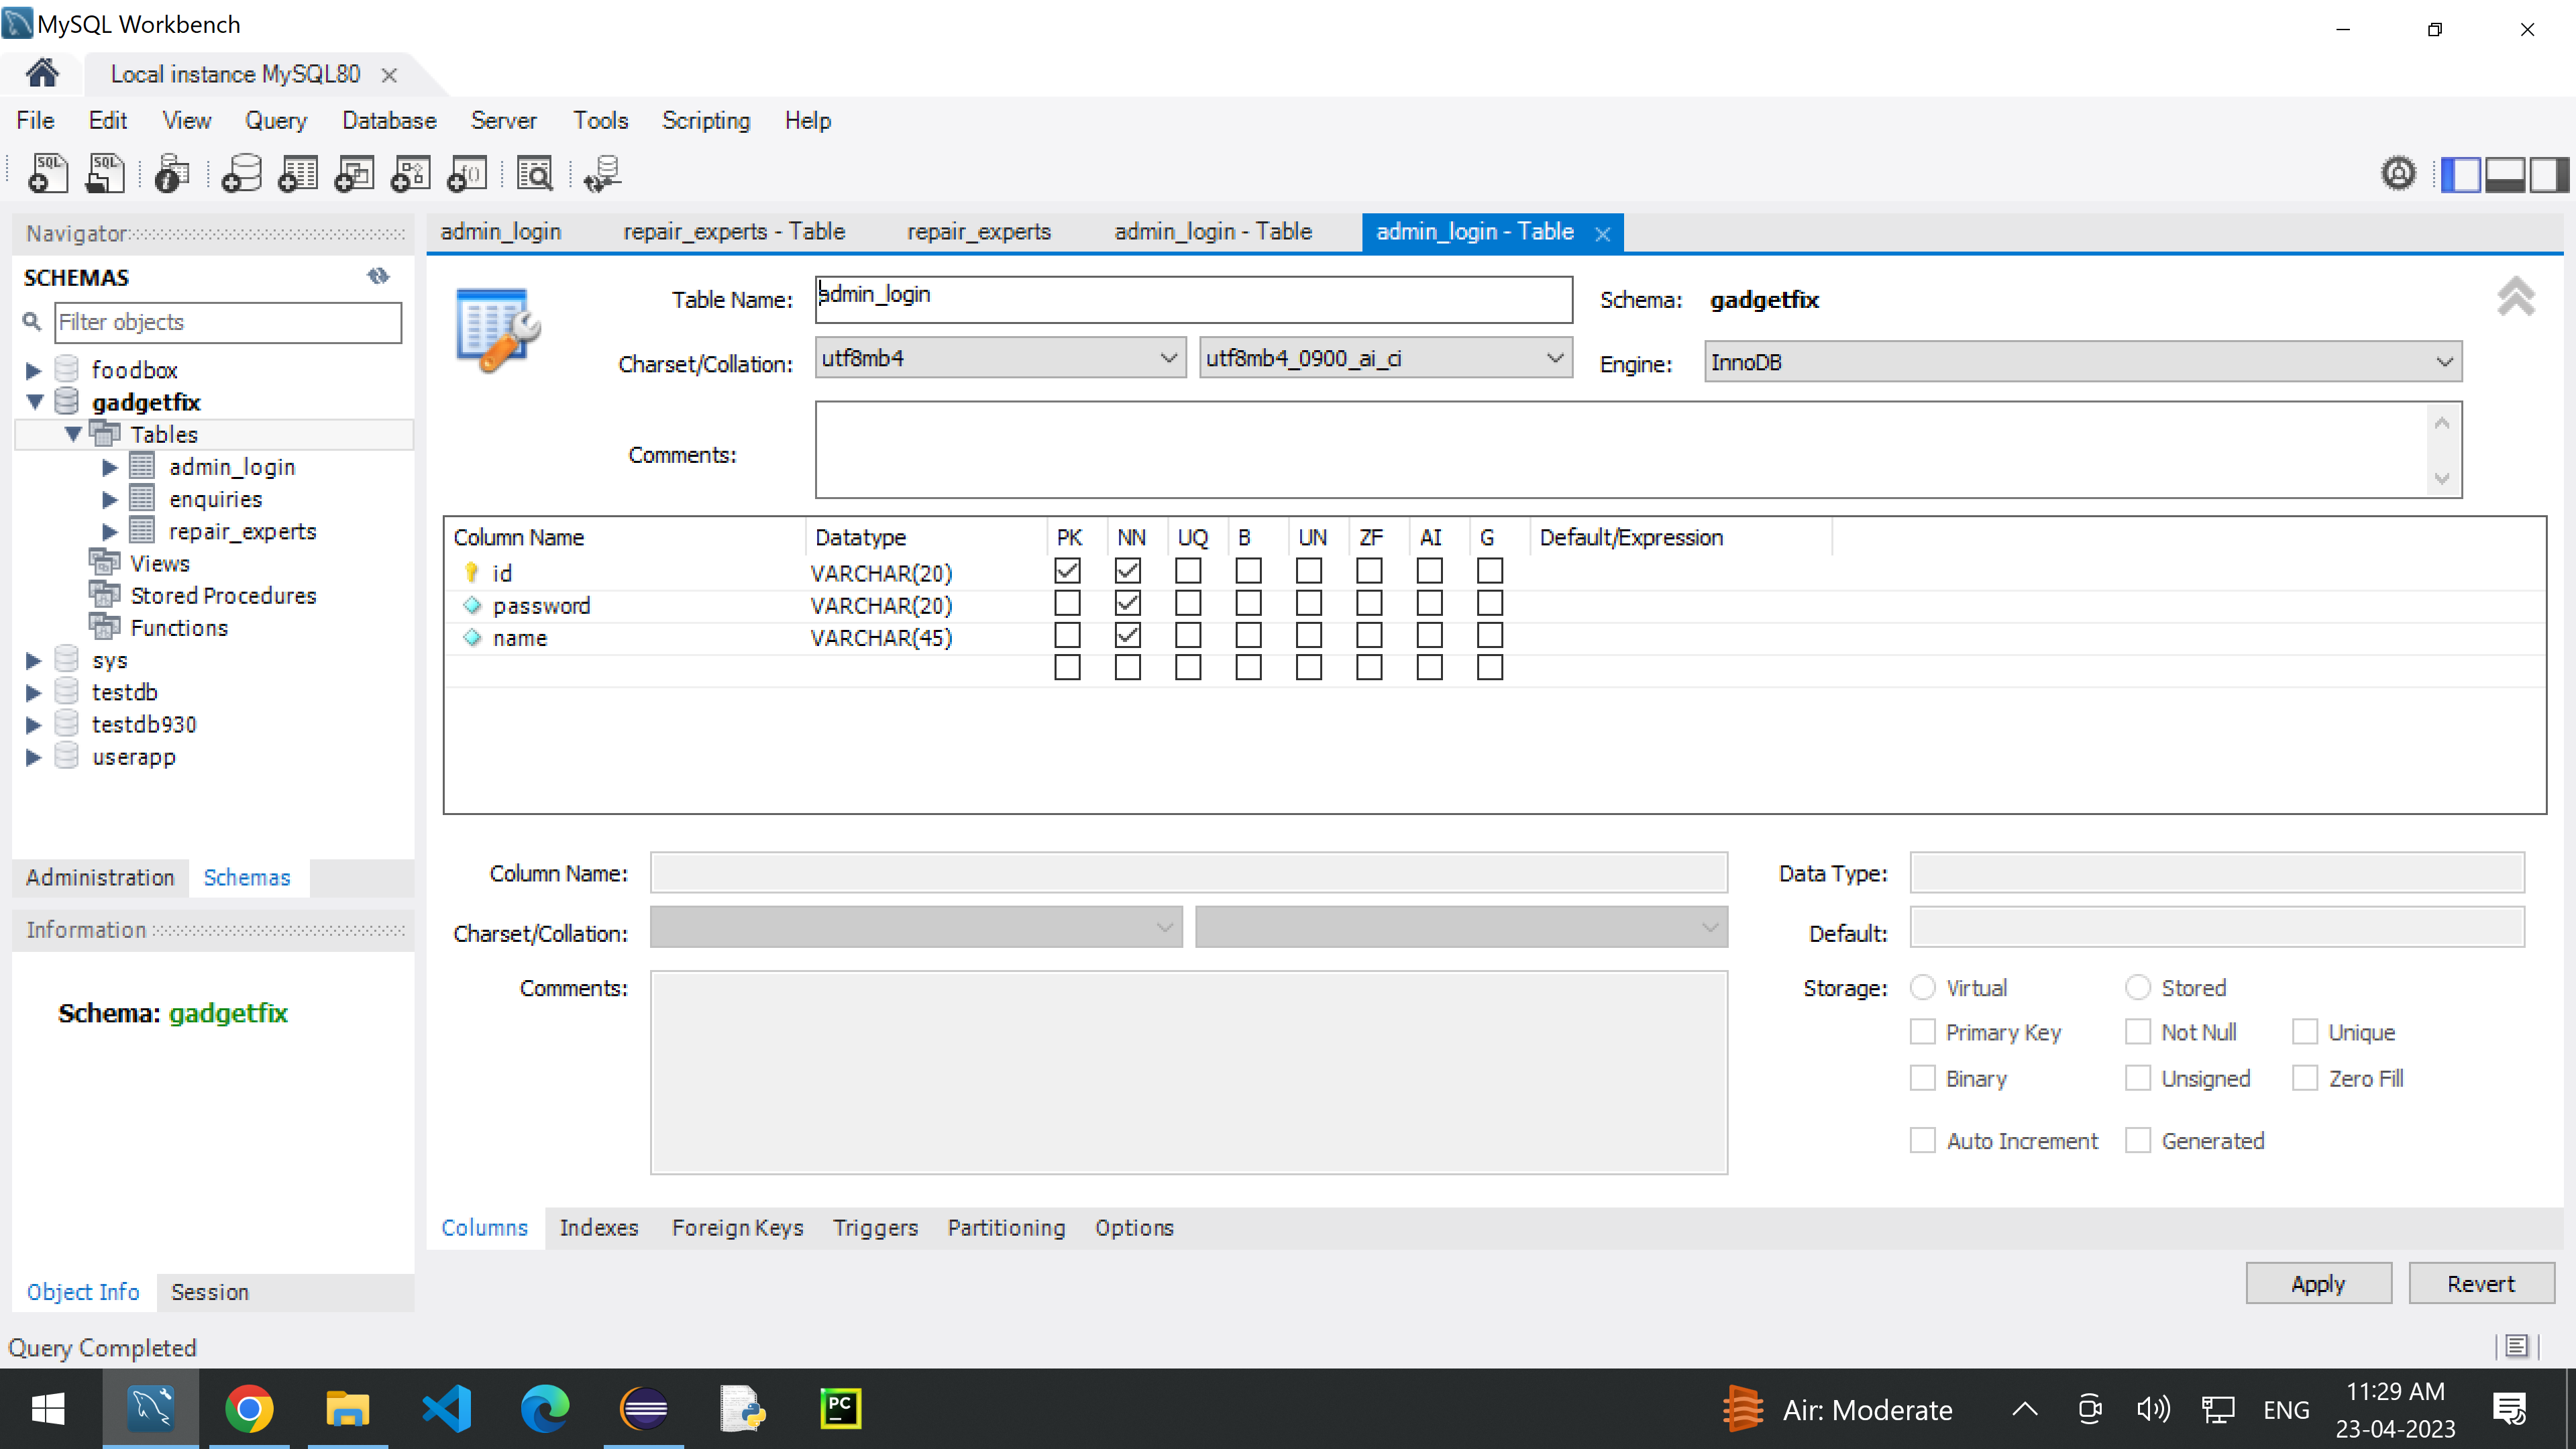 MySQL Workbench
Local instance MySQL80
File Edit View Query Database Server Tools Scripting Help
Navigator
SCHEMAS
Filter objects
foodbox
gadgetfix
Tables
admin_login
enquiries
repair_experts
Views
Stored Procedures
Functions
sys
testdb
testdb930
userapp
Administration Schemas
Information
Schema: gadgetfix
Object Info Session
admin_login repair_experts - Table repair_experts admin_login - Table admin_login - Table
Table Name: admin_login Schema: gadgetfix
Charset/Collation: utf8mb4 utf8mb4_0900_ai_ci Engine: InnoDB
Comments:
Column Name Datatype PK NN UQ B UN ZF AI G Default/Expression
id VARCHAR(20)
password VARCHAR(20)
name VARCHAR(45)
Column Name: Data Type:
Charset/Collation: Default:
Comments: Storage: Virtual Stored
Primary Key Not Null Unique
Binary Unsigned Zero Fill
Auto Increment Generated
Columns Indexes Foreign Keys Triggers Partitioning Options
Apply Revert
Query Completed
PC
Air: Moderate ENG 11:29 AM
23-04-2023